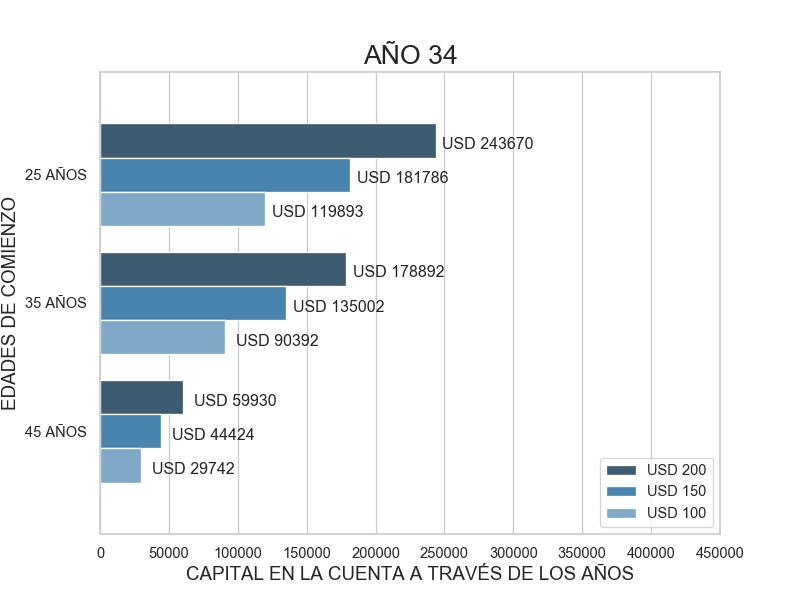 AÑO 34
USD 243670
25 AÑOS
USD 181786
USD 119893
USD 178892
35 AÑOS
USD 135002
USD 90392
USD 59930
45 AÑOS
USD 44424
USD 29742
EDADES DE COMIENZO
USD 200
USD 150
USD 100
0 50000 100000 150000 200000 250000 300000 350000 400000 450000
CAPITAL EN LA CUENTA A TRAVÉS DE LOS AÑOS